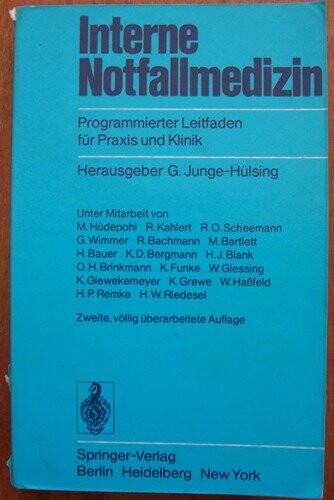 Interne
Notfallmedizin
Programmierter Leitfaden
für Praxis und Klinik
Herausgeber G. Junge-Hülsing
Unter Mitarbeit von
M. Hüdepohl R. Kahlert R. O. Scheemann
G. Wimmer R. Bachmann M. Bartlett
H. Bauer K. D. Bergmann H. J. Blank
O. H. Brinkmann K. Funke W. Giessing
K. Giewekemeyer K. Grewe W. Haßfeld
H. P. Remke H. W. Riedesel
Zweite, völlig überarbeitete Auflage
Springer-Verlag
Berlin Heidelberg New York